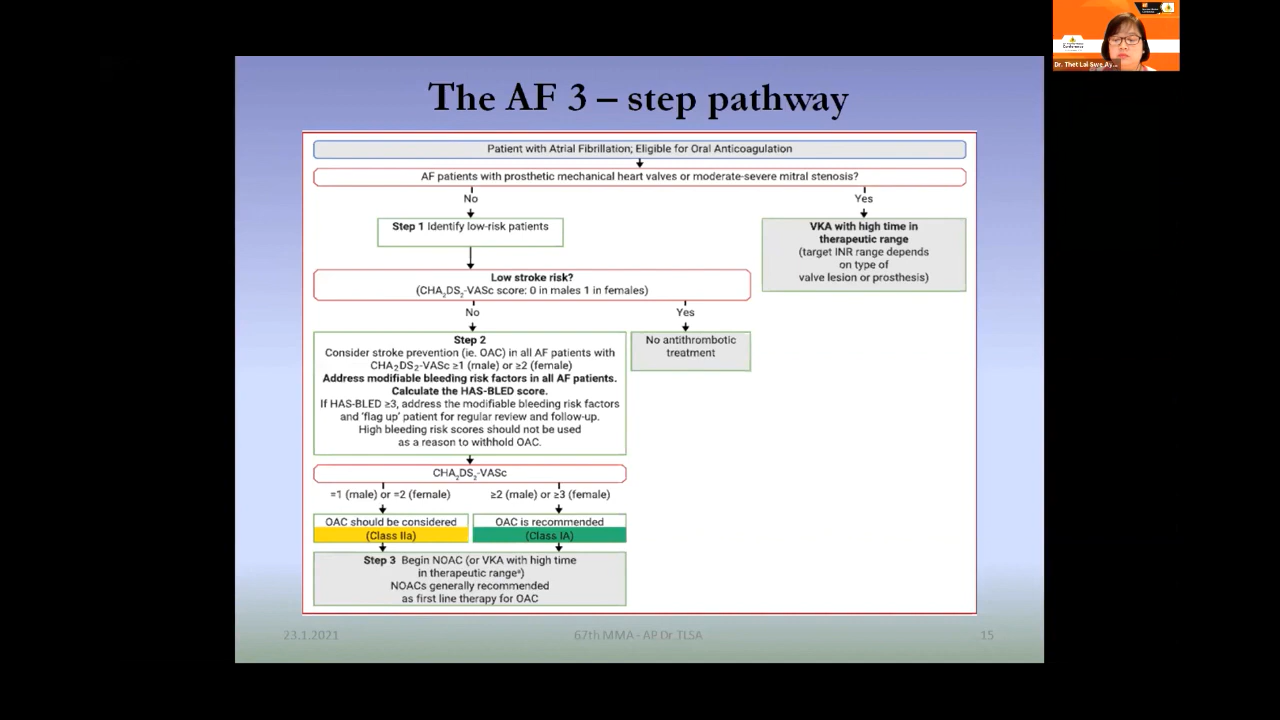 The AF 3 – step pathway
Patient with Atrial Fibrillation; Eligible for Oral Anticoagulation
AF patients with prosthetic mechanical heart valves or moderate-severe mitral stenosis?
No
Yes
Step 1 Identify low-risk patients
VKA with high time in
therapeutic range
(target INR range depends
on type of
valve lesion or prosthesis)
Low stroke risk?
(CHA₂DS₂-VASc score: 0 in males 1 in females)
No
Yes
Step 2
Consider stroke prevention (ie. OAC) in all AF patients with
CHA₂DS₂-VASc ≥1 (male) or ≥2 (female)
Address modifiable bleeding risk factors in all AF patients.
Calculate the HAS-BLED score.
If HAS-BLED ≥3, address the modifiable bleeding risk factors
and 'flag up' patient for regular review and follow-up.
High bleeding risk scores should not be used
as a reason to withhold OAC.
No antithrombotic
treatment
CHA₂DS₂-VASc
=1 (male) or =2 (female)
≥2 (male) or ≥3 (female)
OAC should be considered
(Class IIa)
OAC is recommended
(Class IA)
Step 3 Begin NOAC (or VKA with high time
in therapeutic rangeᵃ)
NOACs generally recommended
as first line therapy for OAC
23.1.2021
67th MMA - AP Dr TLSA
15
Conference
Dr. Thet Lai Swe Ay...